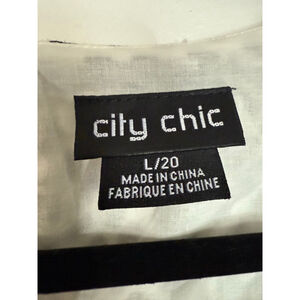 city chic
L/20
MADE IN CHINA
FABRIQUE EN CHINE